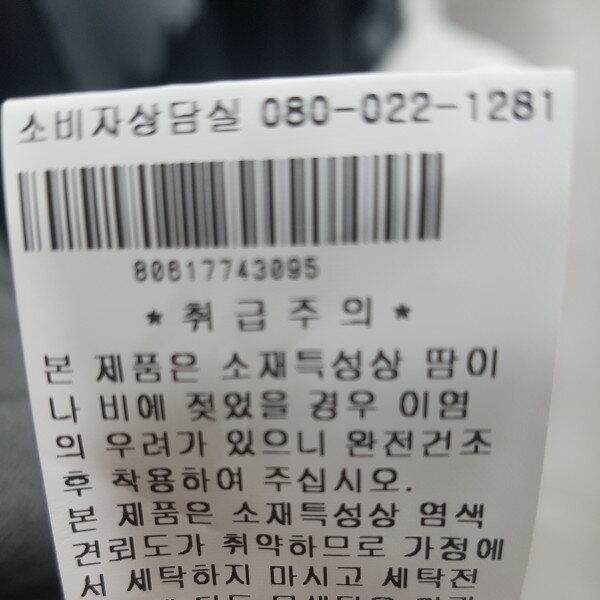 소비자상담실 080-022-1281
80617743095
* 취급주의 *
본 제품은 소재특성상 땀이
나 비에 젖었을 경우 이염
의 우려가 있으니 완전건조
후 착용하여 주십시오.
본 제품은 소재특성상 염색
견뢰도가 취약하므로 가정에
서 세탁하지 마시고 세탁전